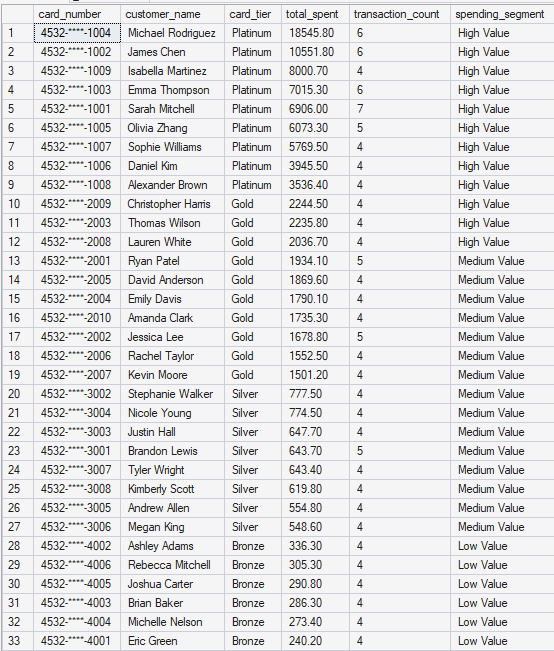 card_number customer_name card_tier total_spent transaction_count spending_segment
1 4532-****-1004 Michael Rodriguez Platinum 18545.80 6 High Value
2 4532-****-1002 James Chen Platinum 10551.80 6 High Value
3 4532-****-1009 Isabella Martinez Platinum 8000.70 4 High Value
4 4532-****-1003 Emma Thompson Platinum 7015.30 6 High Value
5 4532-****-1001 Sarah Mitchell Platinum 6906.00 7 High Value
6 4532-****-1005 Olivia Zhang Platinum 6073.30 5 High Value
7 4532-****-1007 Sophie Williams Platinum 5769.50 4 High Value
8 4532-****-1006 Daniel Kim Platinum 3945.50 4 High Value
9 4532-****-1008 Alexander Brown Platinum 3536.40 4 High Value
10 4532-****-2009 Christopher Harris Gold 2244.50 4 High Value
11 4532-****-2003 Thomas Wilson Gold 2235.80 4 High Value
12 4532-****-2008 Lauren White Gold 2036.70 4 High Value
13 4532-****-2001 Ryan Patel Gold 1934.10 5 Medium Value
14 4532-****-2005 David Anderson Gold 1869.60 4 Medium Value
15 4532-****-2004 Emily Davis Gold 1790.10 4 Medium Value
16 4532-****-2010 Amanda Clark Gold 1735.30 4 Medium Value
17 4532-****-2002 Jessica Lee Gold 1678.80 5 Medium Value
18 4532-****-2006 Rachel Taylor Gold 1552.50 4 Medium Value
19 4532-****-2007 Kevin Moore Gold 1501.20 4 Medium Value
20 4532-****-3002 Stephanie Walker Silver 777.50 4 Medium Value
21 4532-****-3004 Nicole Young Silver 774.50 4 Medium Value
22 4532-****-3003 Justin Hall Silver 647.70 4 Medium Value
23 4532-****-3001 Brandon Lewis Silver 643.70 5 Medium Value
24 4532-****-3007 Tyler Wright Silver 643.40 4 Medium Value
25 4532-****-3008 Kimberly Scott Silver 619.80 4 Medium Value
26 4532-****-3005 Andrew Allen Silver 554.80 4 Medium Value
27 4532-****-3006 Megan King Silver 548.60 4 Medium Value
28 4532-****-4002 Ashley Adams Bronze 336.30 4 Low Value
29 4532-****-4006 Rebecca Mitchell Bronze 305.30 4 Low Value
30 4532-****-4005 Joshua Carter Bronze 290.80 4 Low Value
31 4532-****-4003 Brian Baker Bronze 286.30 4 Low Value
32 4532-****-4004 Michelle Nelson Bronze 273.40 4 Low Value
33 4532-****-4001 Eric Green Bronze 240.20 4 Low Value